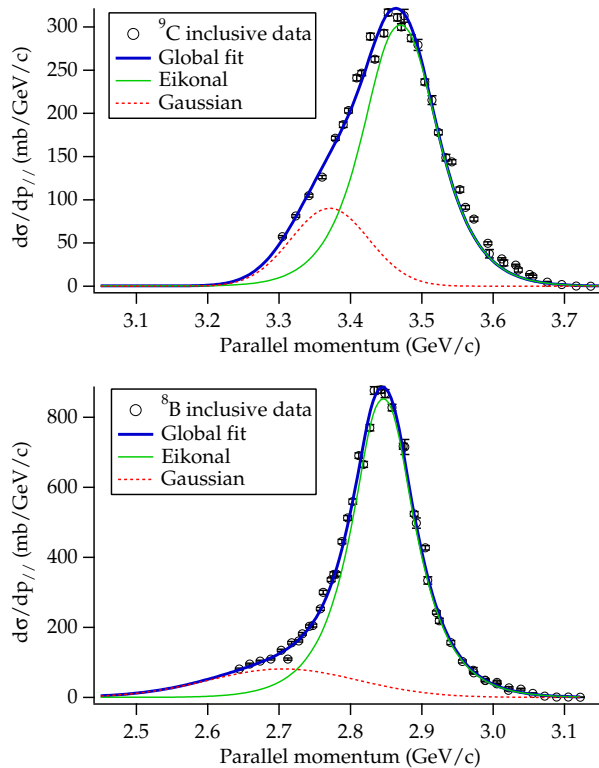 300
250
200
150
100
50
0
dσ/dp// (mb/GeV/c)
⁹C inclusive data
Global fit
Eikonal
Gaussian
3.1 3.2 3.3 3.4 3.5 3.6 3.7
Parallel momentum (GeV/c)
800
600
400
200
0
dσ/dp// (mb/GeV/c)
⁸B inclusive data
Global fit
Eikonal
Gaussian
2.5 2.6 2.7 2.8 2.9 3.0 3.1
Parallel momentum (GeV/c)